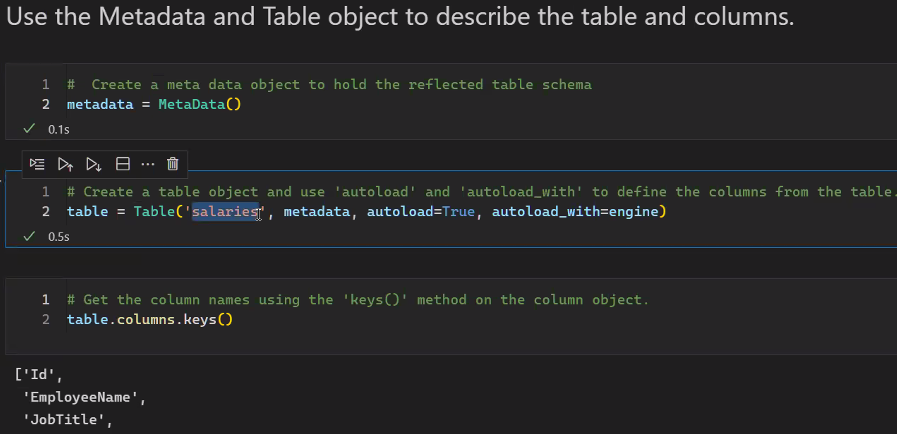 Use the Metadata and Table object to describe the table and columns.
1 #  Create a meta data object to hold the reflected table schema
2 metadata = MetaData()
0.1s
1 # Create a table object and use 'autoload' and 'autoload_with' to define the columns from the table.
2 table = Table('salaries', metadata, autoload=True, autoload_with=engine)
0.5s
1 # Get the column names using the 'keys()' method on the column object.
2 table.columns.keys()
['Id',
'EmployeeName',
'JobTitle',